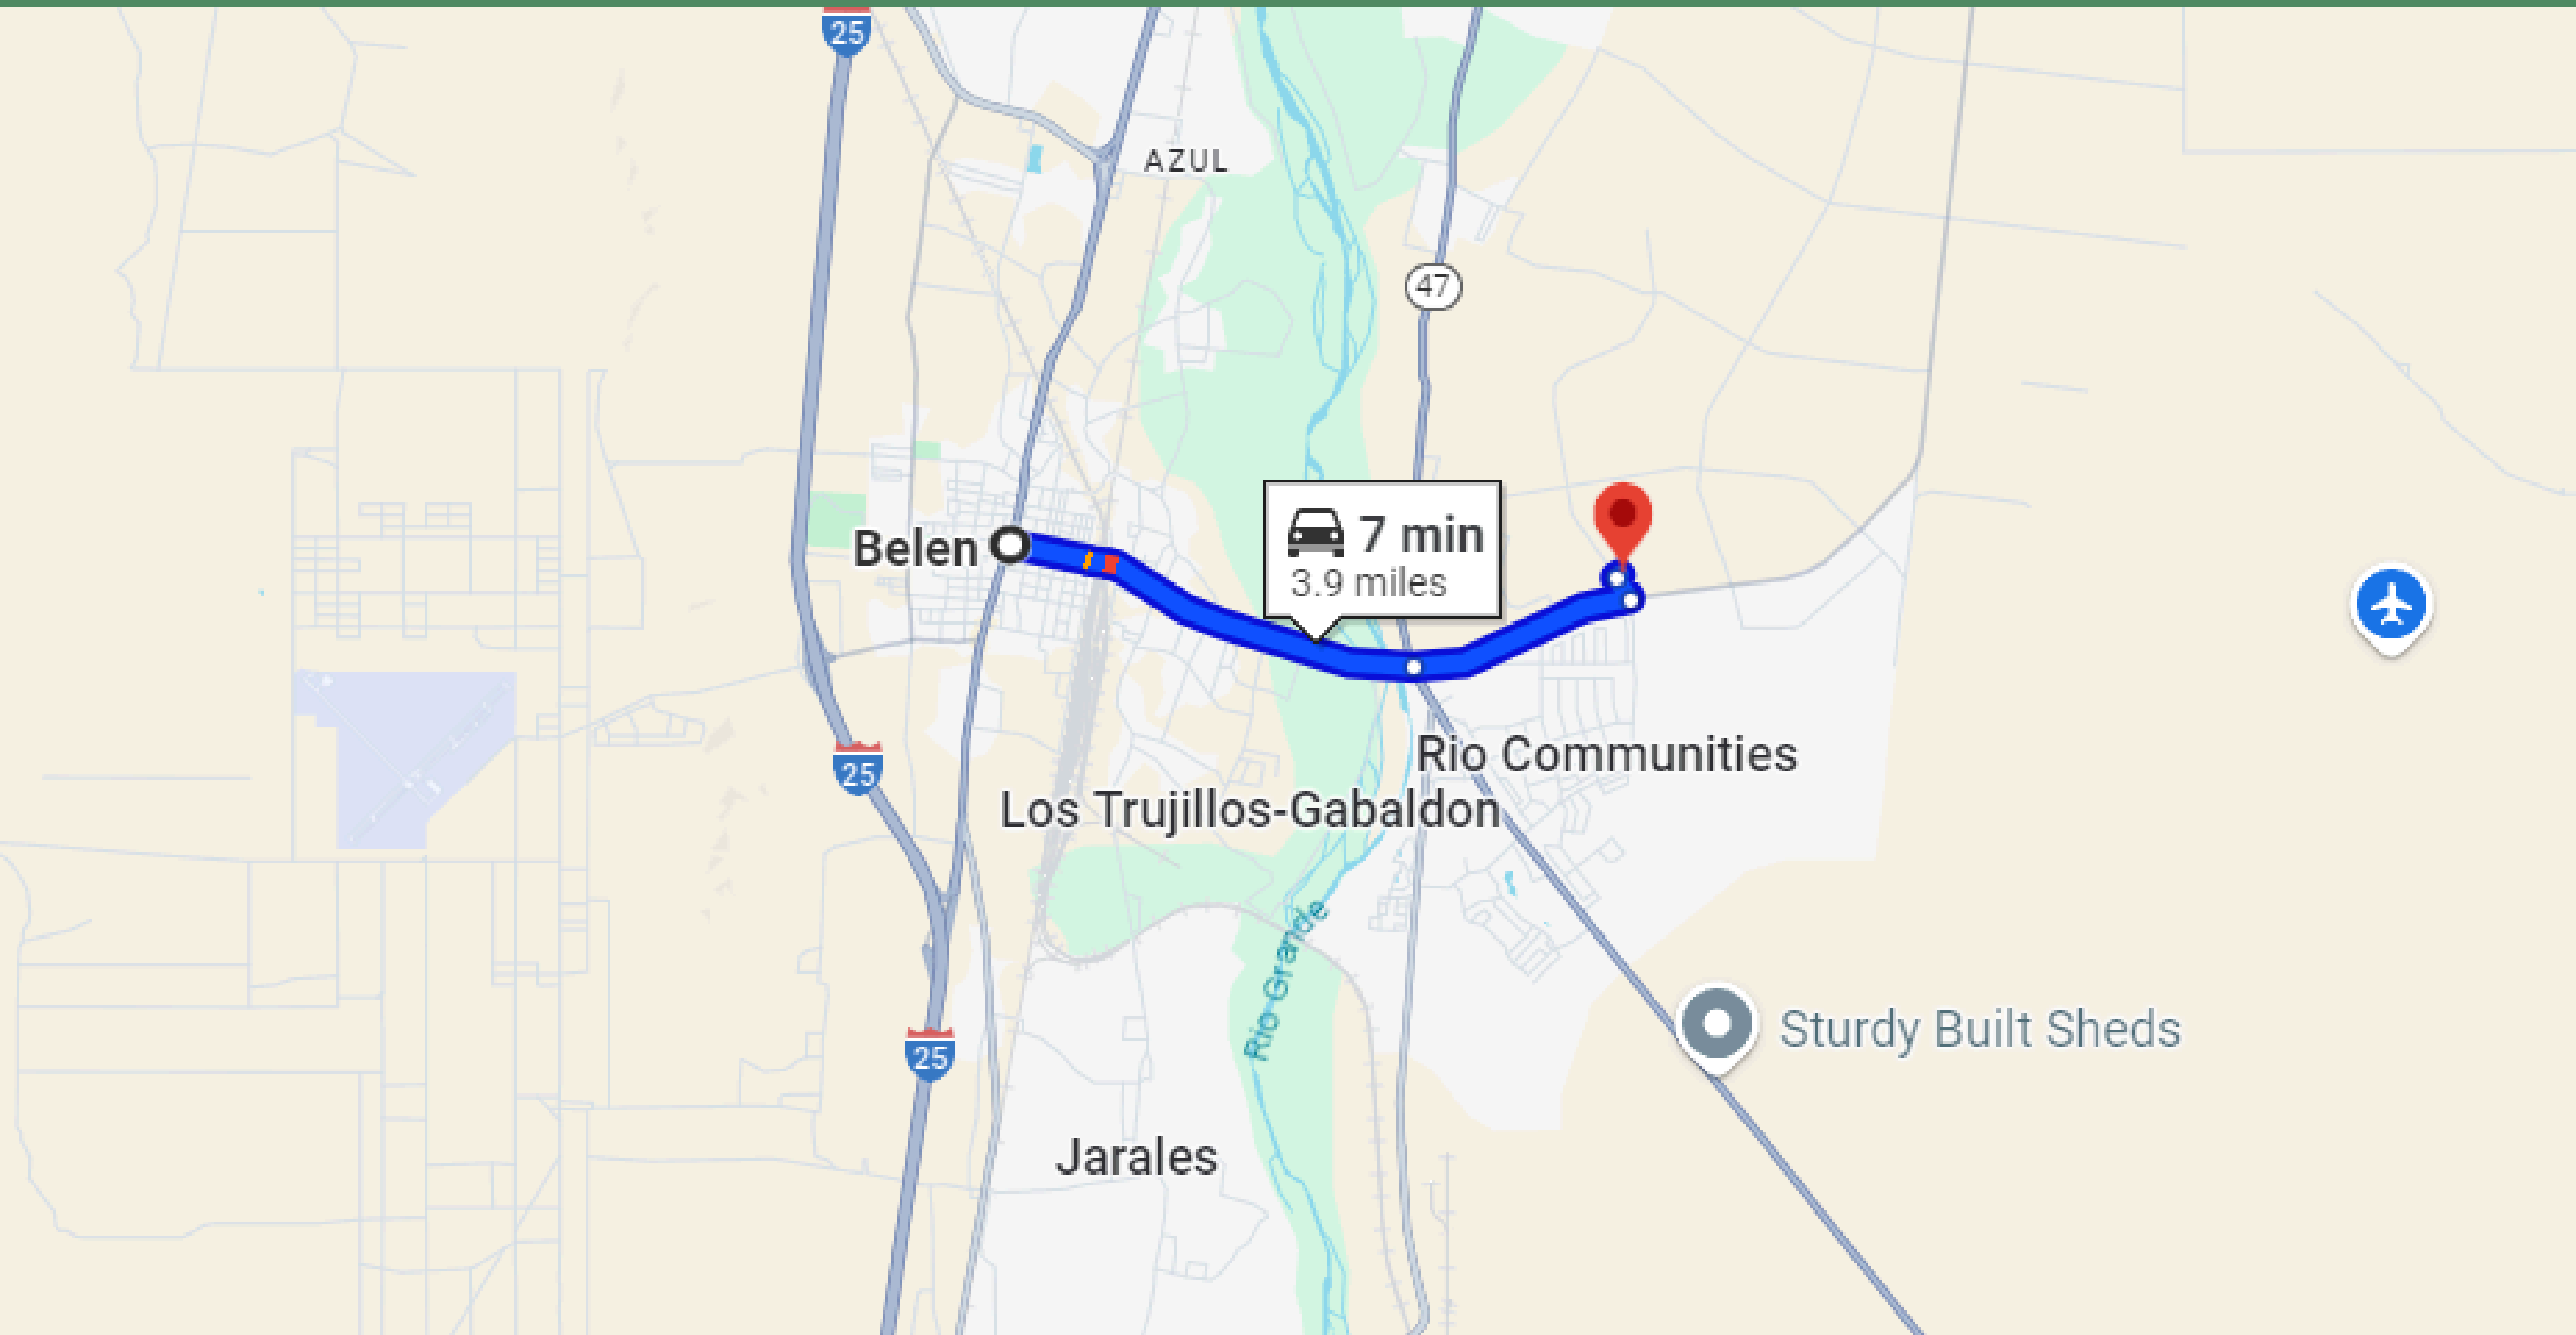 25
AZUL
47
7 min
3.9 miles
Belen
Rio Communities
25
Los Trujillos-Gabaldon
Rio Grande
Sturdy Built Sheds
25
Jarales